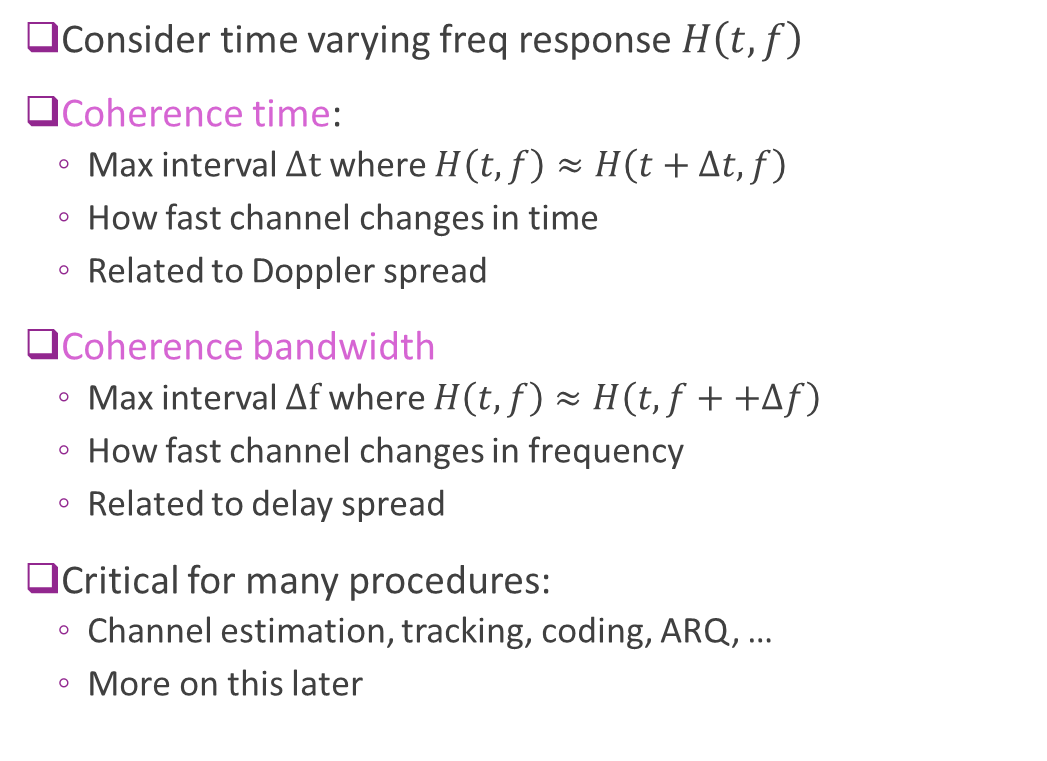 ❑Consider time varying freq response H(t, f)
❑Coherence time:
◦ Max interval Δt where H(t, f) ≈ H(t + Δt, f)
◦ How fast channel changes in time
◦ Related to Doppler spread
❑Coherence bandwidth
◦ Max interval Δf where H(t, f) ≈ H(t, f + +Δf)
◦ How fast channel changes in frequency
◦ Related to delay spread
❑Critical for many procedures:
◦ Channel estimation, tracking, coding, ARQ, …
◦ More on this later